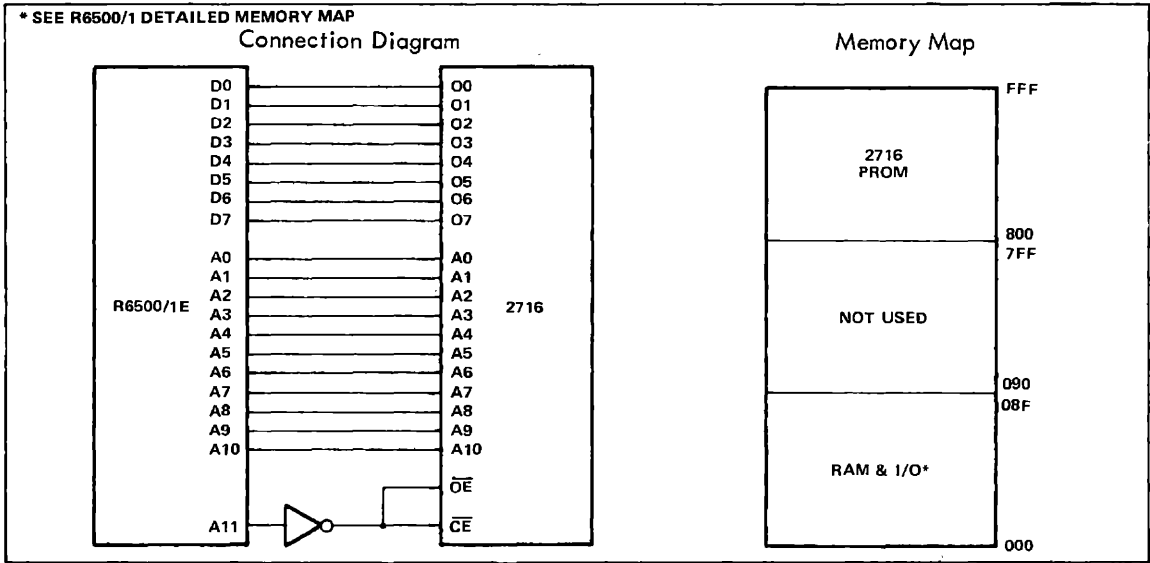 * SEE R6500/1 DETAILED MEMORY MAP
Connection Diagram
Memory Map
R6500/1E
D0
D1
D2
D3
D4
D5
D6
D7
A0
A1
A2
A3
A4
A5
A6
A7
A8
A9
A10
A11
2716
O0
O1
O2
O3
O4
O5
O6
O7
A0
A1
A2
A3
A4
A5
A6
A7
A8
A9
A10
OE
CE
FFF
2716
PROM
800
7FF
NOT USED
090
08F
RAM & I/O*
000